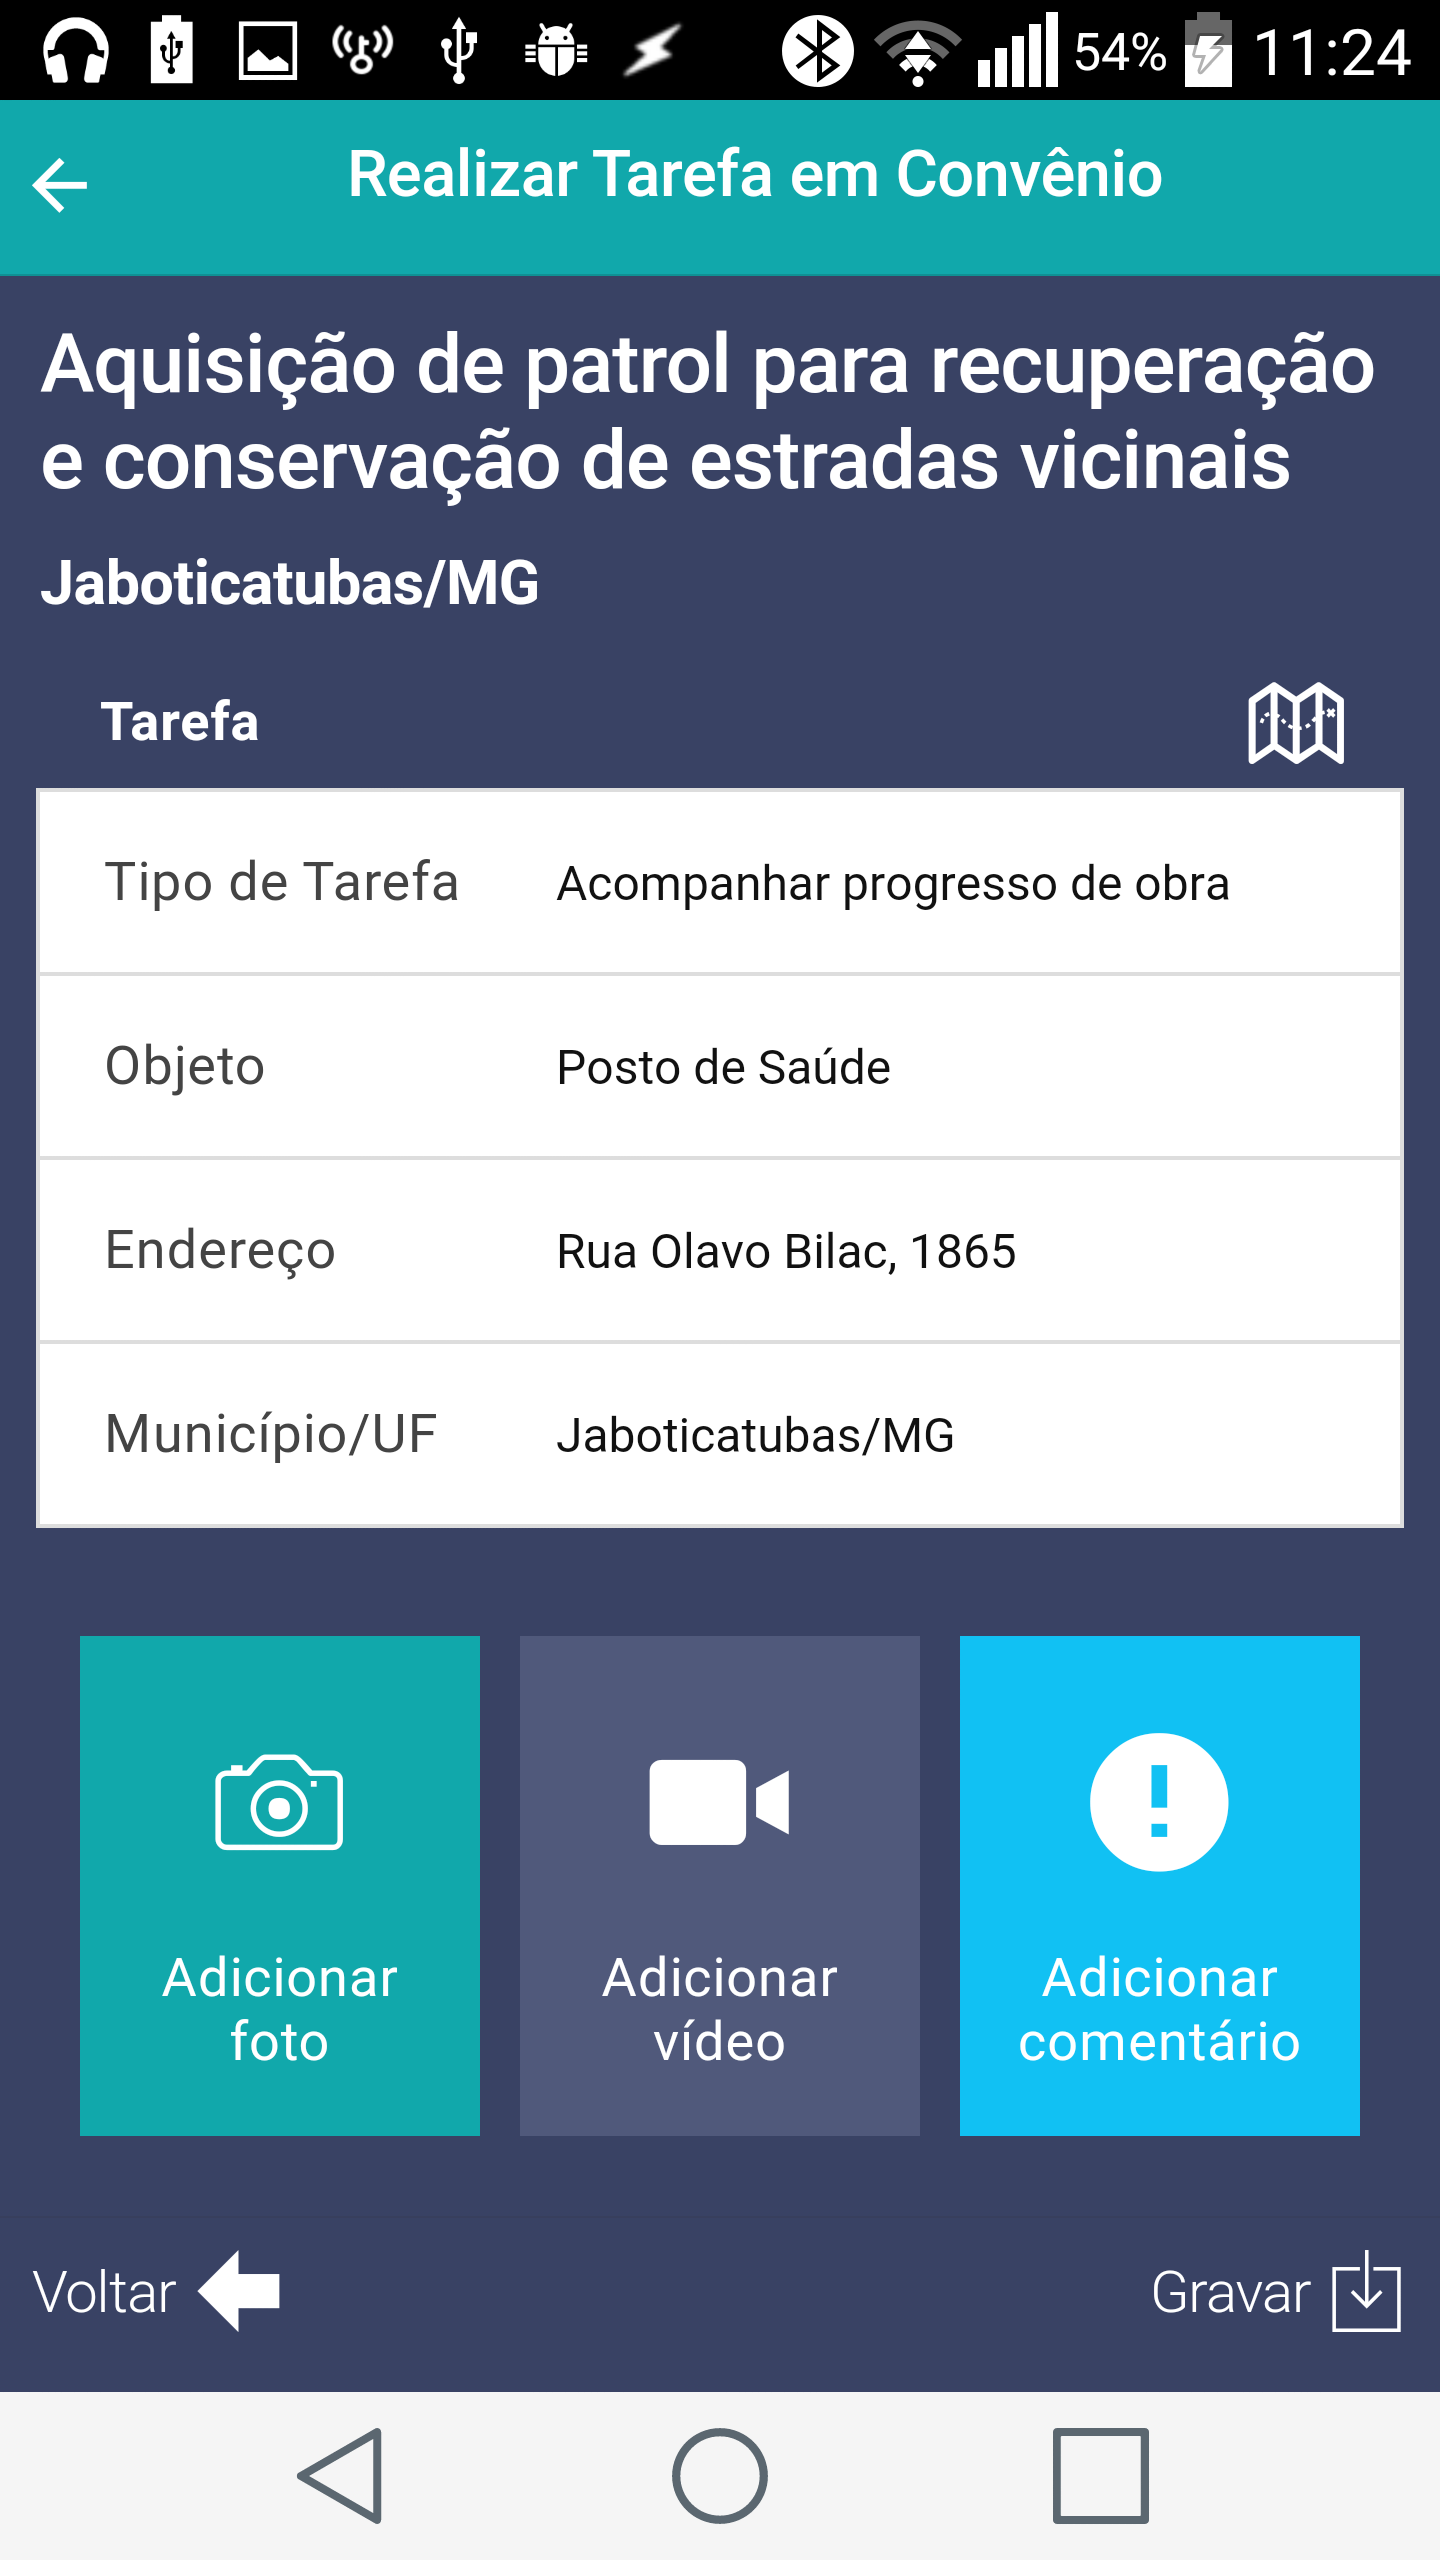 54% 11:24
Realizar Tarefa em Convênio
Aquisição de patrol para recuperação
e conservação de estradas vicinais
Jaboticatubas/MG
Tarefa
Tipo de Tarefa Acompanhar progresso de obra
Objeto Posto de Saúde
Endereço Rua Olavo Bilac, 1865
Município/UF Jaboticatubas/MG
Adicionar
foto
Adicionar
vídeo
Adicionar
comentário
Voltar
Gravar